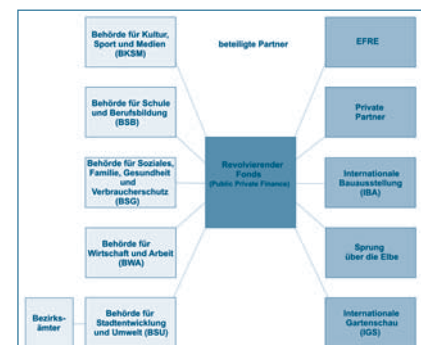 Behörde für Kultur,
Sport und Medien
(BKSM)
beteiligte Partner
EFRE
Behörde für Schule
und Berufsbildung
(BSB)
Private
Partner
Revolvierender
Fonds
(Public Private Finance)
Behörde für Soziales,
Familie, Gesundheit
und
Verbraucherschutz
(BSG)
Internationale
Bauausstellung
(IBA)
Behörde für
Wirtschaft und Arbeit
(BWA)
Sprung
über die Elbe
Bezirks-
ämter
Behörde für
Stadtentwicklung
und Umwelt (BSU)
Internationale
Gartenschau
(IGS)